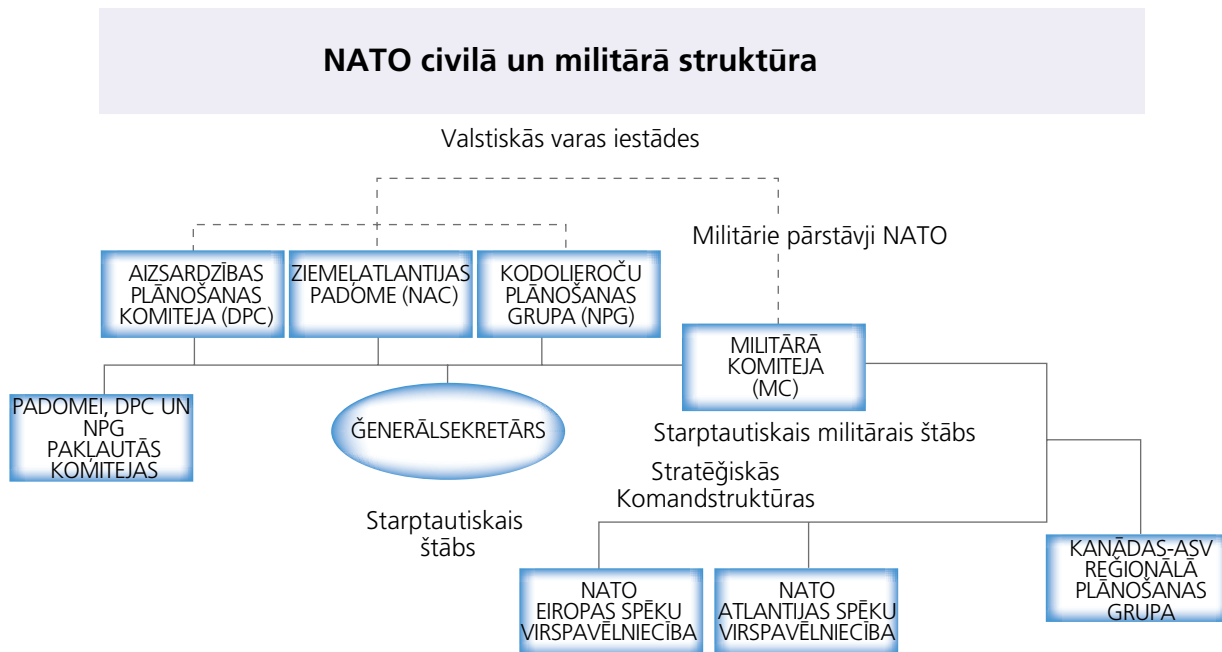 NATO civilā un militārā struktūra
Valstiskās varas iestādes
Militārie pārstāvji NATO
AIZSARDZĪBAS
PLĀNOŠANAS
KOMITEJA (DPC)
ZIEMEĻATLANTIJAS
PADOME (NAC)
KODOLIEROČU
PLĀNOŠANAS
GRUPA (NPG)
MILITĀRĀ
KOMITEJA
(MC)
PADOMEI, DPC UN
NPG
PAKĻAUTĀS
KOMITEJAS
ĢENERĀLSEKRETĀRS
Starptautiskais militārais štābs
Stratēģiskās
Komandstruktūras
Starptautiskais
štābs
NATO
EIROPAS SPĒKU
VIRSPAVĒLNIECĪBA
NATO
ATLANTIJAS SPĒKU
VIRSPAVĒLNIECĪBA
KANĀDAS-ASV
REĢIONĀLĀ
PLĀNOŠANAS
GRUPA